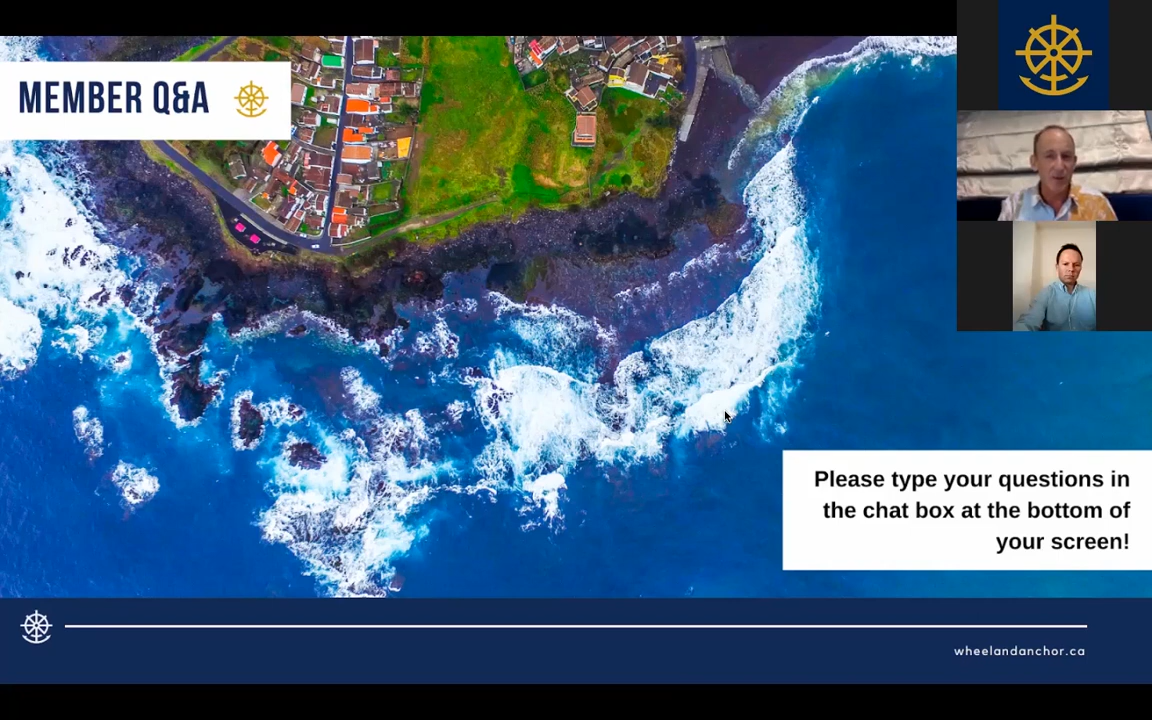 MEMBER Q&A
Please type your questions in
the chat box at the bottom of
your screen!
wheelandanchor.ca